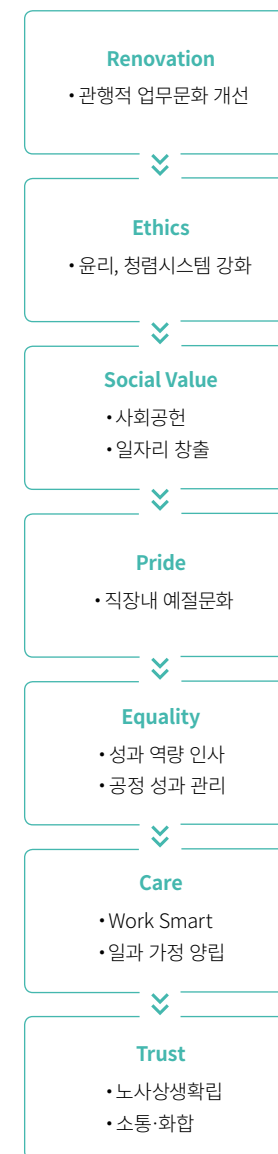 Renovation
• 관행적 업무문화 개선
Ethics
• 윤리, 청렴시스템 강화
Social Value
• 사회공헌
• 일자리 창출
Pride
• 직장내 예절문화
Equality
• 성과 역량 인사
• 공정 성과 관리
Care
• Work Smart
• 일과 가정 양립
Trust
• 노사상생확립
• 소통·화합